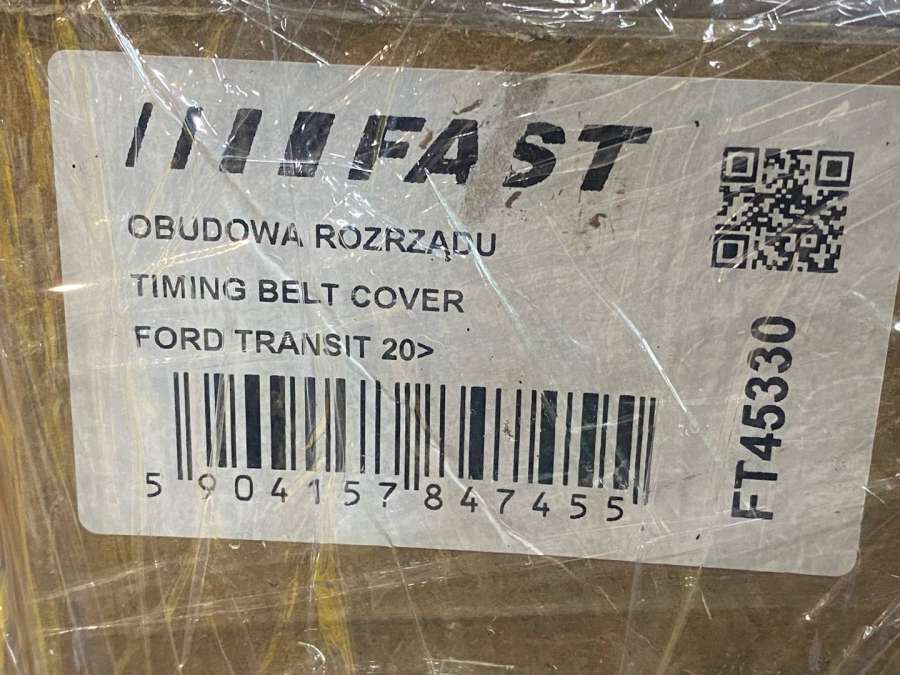 FAST
OBUDOWA ROZRZĄDU
TIMING BELT COVER
FORD TRANSIT 20>
5 904157 847455
FT45330